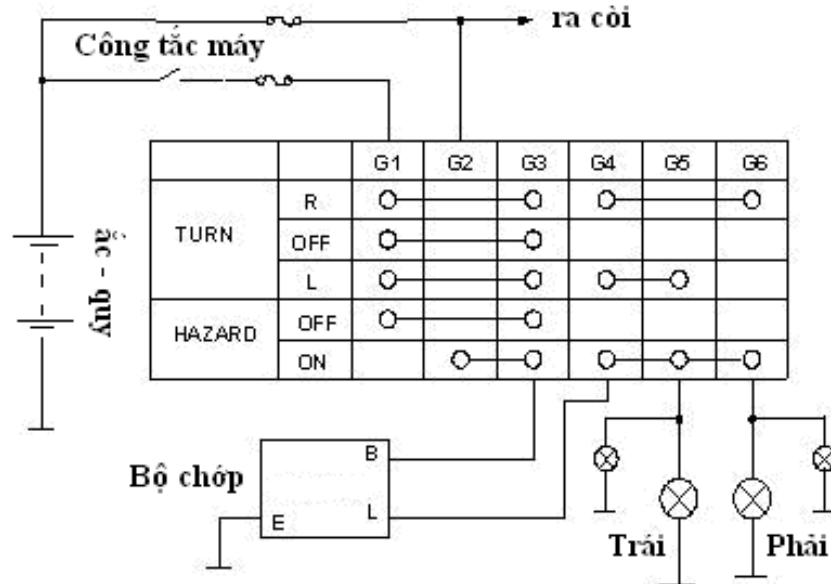 ra còi
Công tắc máy
G1 G2 G3 G4 G5 G6
TURN
R
OFF
L
HAZARD
OFF
ON
ắc - quy
Bộ chớp
B
E
L
Trái
Phải